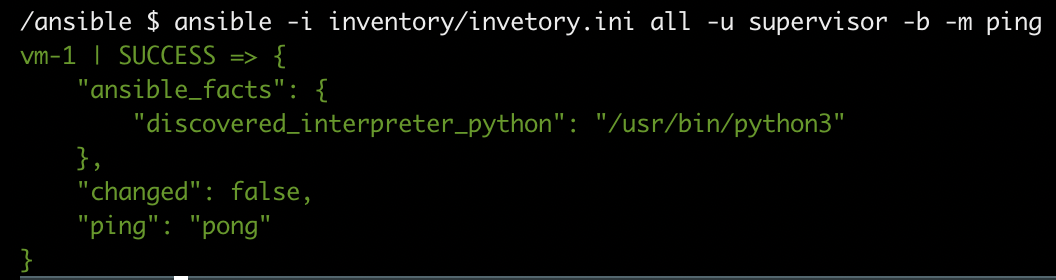 /ansible $ ansible -i inventory/invetory.ini all -u supervisor -b -m ping
vm-1 | SUCCESS => {
    "ansible_facts": {
        "discovered_interpreter_python": "/usr/bin/python3"
    },
    "changed": false,
    "ping": "pong"
}